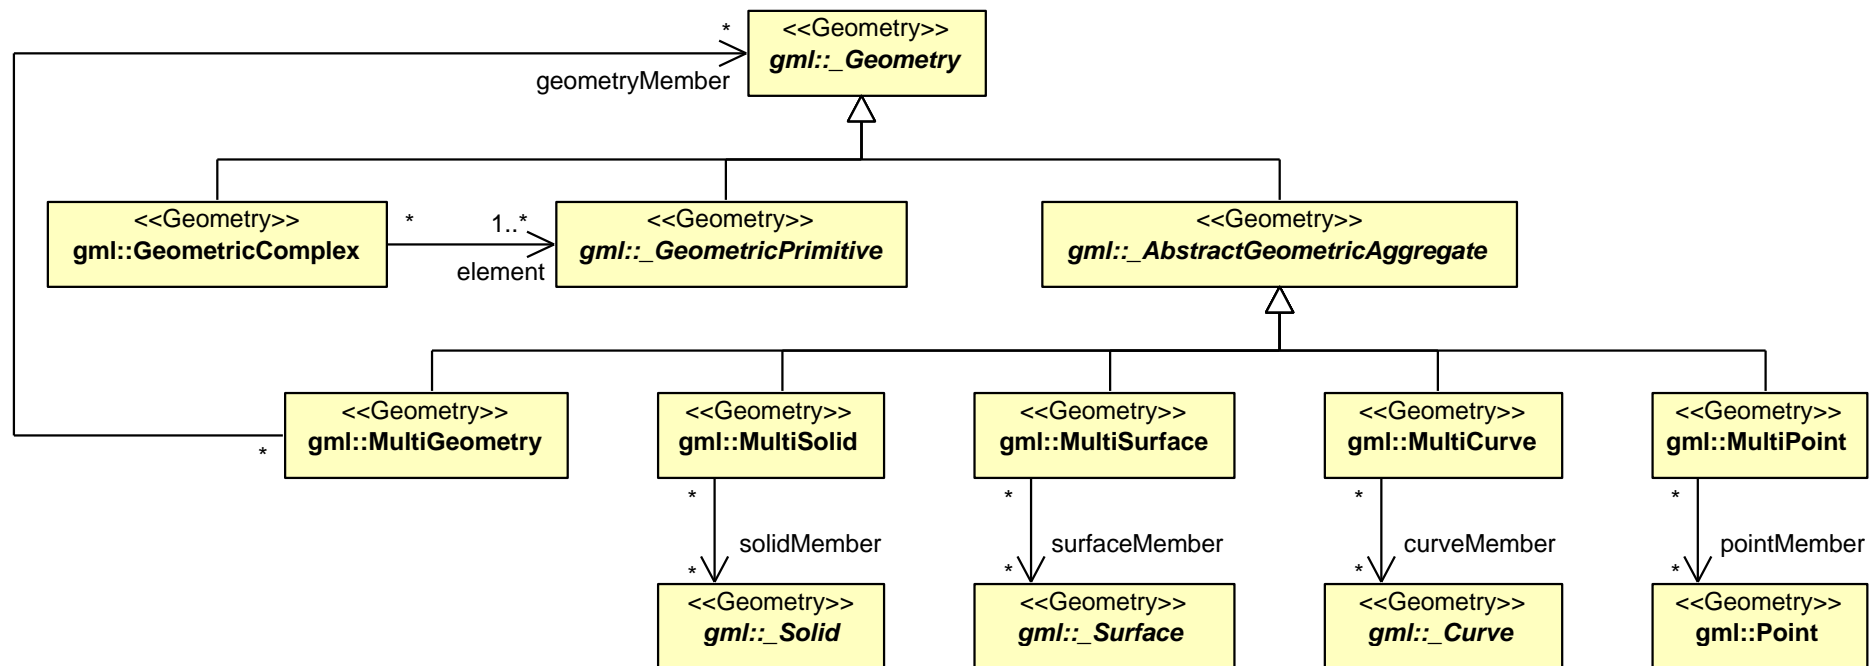 *
<<Geometry>>
gml::_Geometry
geometryMember
<<Geometry>>
gml::GeometricComplex
*
1..*
element
<<Geometry>>
gml::_GeometricPrimitive
<<Geometry>>
gml::_AbstractGeometricAggregate
<<Geometry>>
gml::MultiGeometry
*
<<Geometry>>
gml::MultiSolid
<<Geometry>>
gml::MultiSurface
<<Geometry>>
gml::MultiCurve
<<Geometry>>
gml::MultiPoint
*
solidMember
*
*
surfaceMember
*
*
curveMember
*
*
pointMember
*
<<Geometry>>
gml::_Solid
<<Geometry>>
gml::_Surface
<<Geometry>>
gml::_Curve
<<Geometry>>
gml::Point